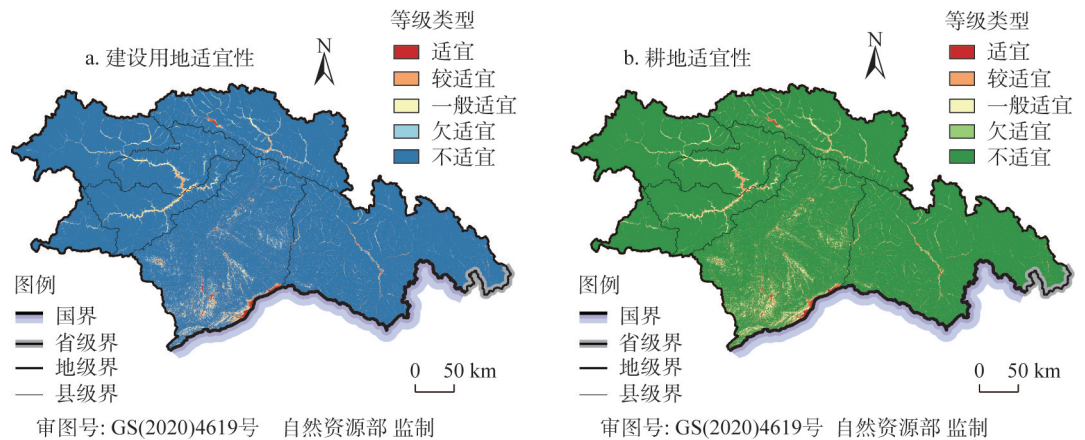 a. 建设用地适宜性
N
等级类型
适宜
较适宜
一般适宜
欠适宜
不适宜
图例
国界
省级界
地级界
县级界
0 50 km
审图号: GS(2020)4619号 自然资源部 监制
b. 耕地适宜性
N
等级类型
适宜
较适宜
一般适宜
欠适宜
不适宜
图例
国界
省级界
地级界
县级界
0 50 km
审图号: GS(2020)4619号 自然资源部 监制